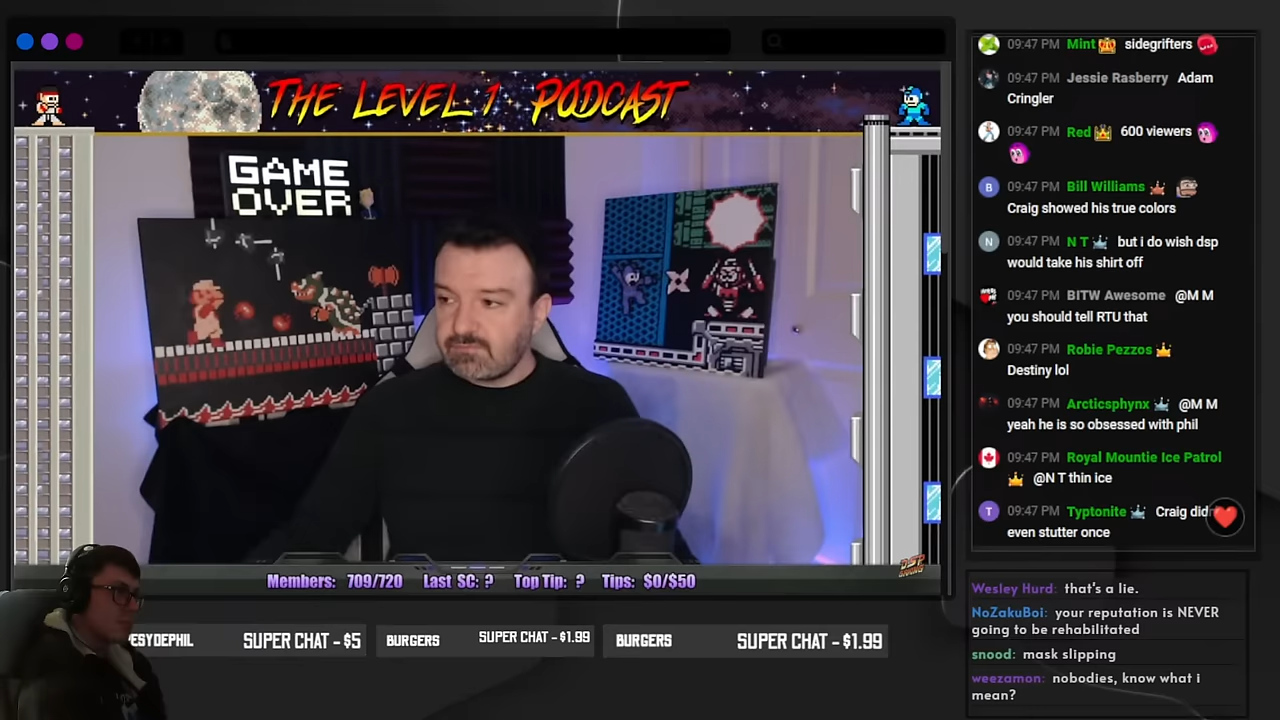 THE LEVEL 1 PODCAST
GAME
OVER
Members: 709/720 Last SC: ? Top Tip: ? Tips: $0/$50
DSP
GAMING
ESYDEPHIL SUPER CHAT - $5
BURGERS SUPER CHAT - $1.99
BURGERS SUPER CHAT - $1.99
09:47 PM Mint sidegrifters
09:47 PM Jessie Rasberry Adam
Cringler
09:47 PM Red 600 viewers
09:47 PM Bill Williams
Craig showed his true colors
09:47 PM N T but i do wish dsp
would take his shirt off
09:47 PM BITW Awesome @M M
you should tell RTU that
09:47 PM Robie Pezzos
Destiny lol
09:47 PM Arcticsphynx @M M
yeah he is so obsessed with phil
09:47 PM Royal Mountie Ice Patrol
@N T thin ice
09:47 PM Typtonite Craig did
even stutter once
Wesley Hurd: that's a lie.
NoZakuBoi: your reputation is NEVER
going to be rehabilitated
snood: mask slipping
weezamon: nobodies, know what i
mean?